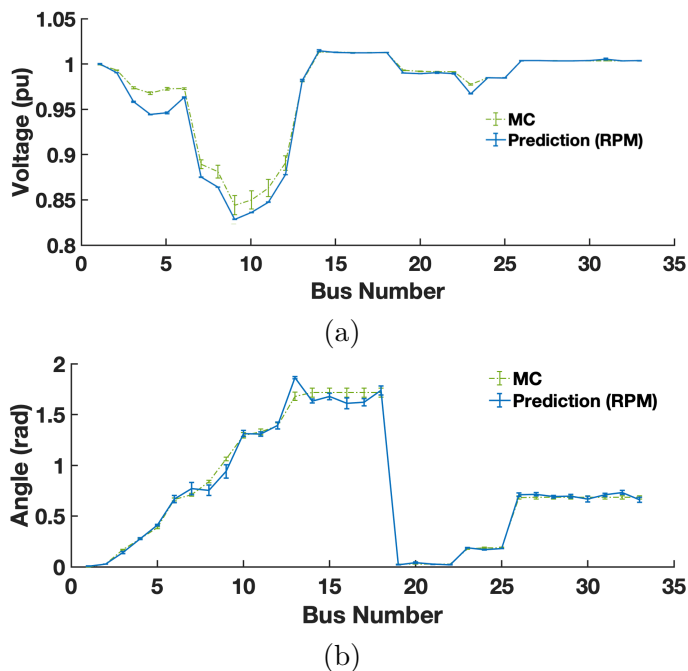 1.05
1
0.95
0.9
0.85
0.8
Voltage (pu)
MC
Prediction (RPM)
0 5 10 15 20 25 30 35
Bus Number
(a)
2
1.5
1
0.5
0
Angle (rad)
MC
Prediction (RPM)
0 5 10 15 20 25 30 35
Bus Number
(b)